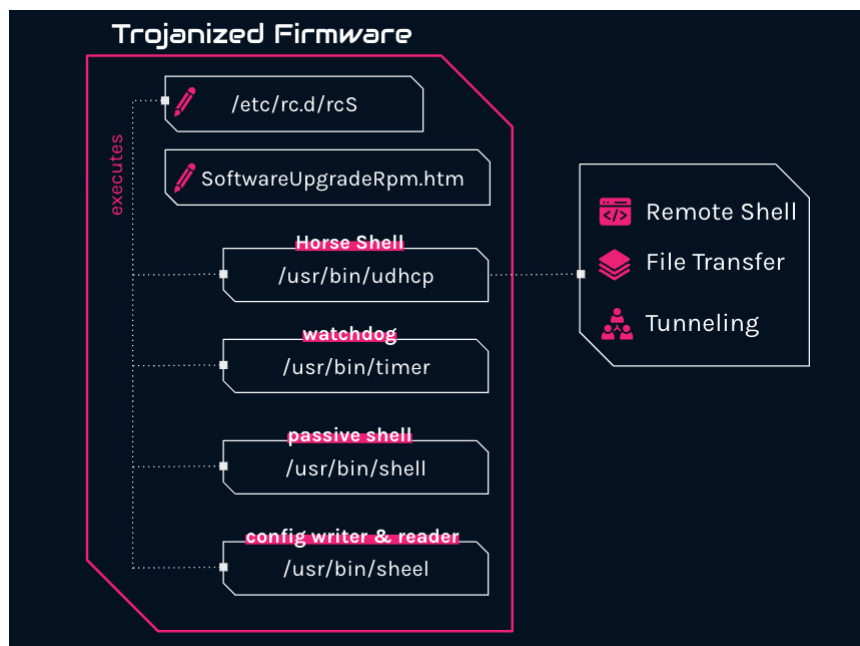 Trojanized Firmware
executes
/etc/rc.d/rcS
SoftwareUpgradeRpm.htm
Horse Shell
/usr/bin/udhcp
watchdog
/usr/bin/timer
passive shell
/usr/bin/shell
config writer & reader
/usr/bin/sheel
Remote Shell
File Transfer
Tunneling